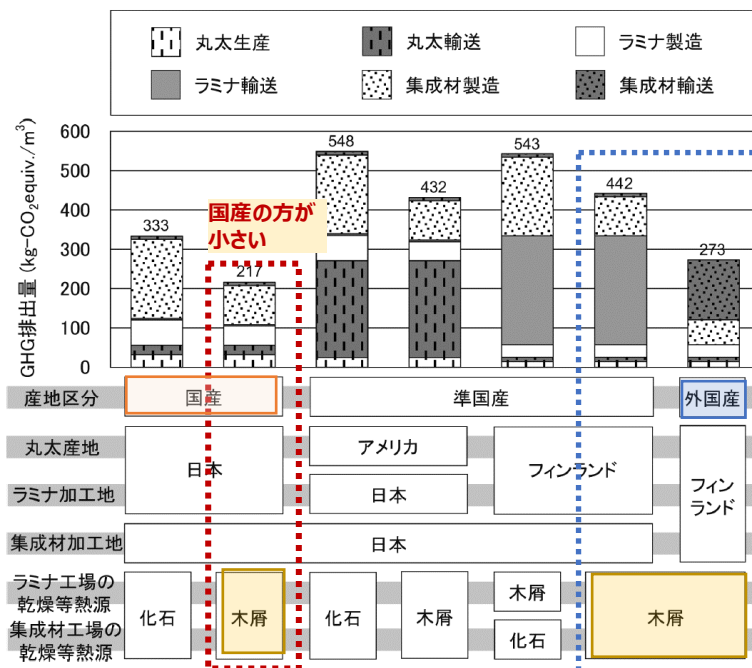 丸太生産
丸太輸送
ラミナ製造
ラミナ輸送
集成材製造
集成材輸送
GHG排出量 (kg-CO₂equiv./m³)
600
500
400
300
200
100
0
333
217
548
432
543
442
273
国産の方が
小さい
産地区分
国産
準国産
外国産
丸太産地
日本
アメリカ
フィンランド
フィン
ランド
ラミナ加工地
日本
集成材加工地
日本
ラミナ工場の
乾燥等熱源
集成材工場の
乾燥等熱源
化石
木屑
化石
木屑
木屑
化石
木屑